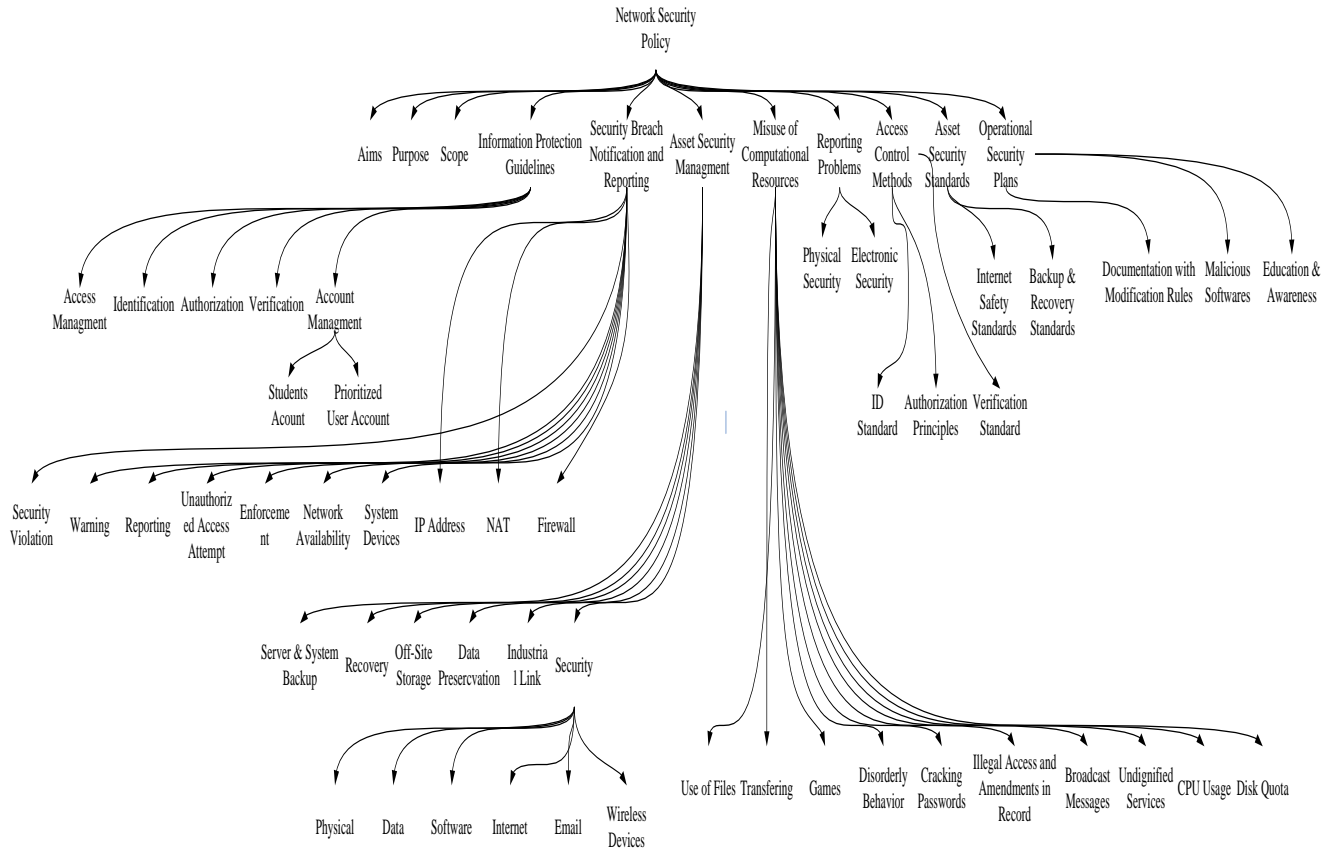 Network Security
Policy
Aims
Purpose
Scope
Information Protection
Guidelines
Security Breach
Notification and
Reporting
Asset Security
Managment
Misuse of
Computational
Resources
Reporting
Problems
Access
Control
Methods
Asset
Security
Standards
Operational
Security
Plans
Access
Managment
Identification
Authorization
Verification
Account
Managment
Physical
Security
Electronic
Security
Internet
Safety
Standards
Backup &
Recovery
Standards
Documentation with
Modification Rules
Malicious
Softwares
Education &
Awareness
Students
Acount
Prioritized
User Account
ID
Standard
Authorization
Principles
Verification
Standard
Security
Violation
Warning
Reporting
Unauthoriz
ed Access
Attempt
Enforceme
nt
Network
Availability
System
Devices
IP Address
NAT
Firewall
Server & System
Backup
Recovery
Off-Site
Storage
Data
Presercvation
Industria
l Link
Security
Use of Files
Transfering
Games
Disorderly
Behavior
Cracking
Passwords
Illegal Access and
Amendments in
Record
Broadcast
Messages
Undignified
Services
CPU Usage
Disk Quota
Physical
Data
Software
Internet
Email
Wireless
Devices